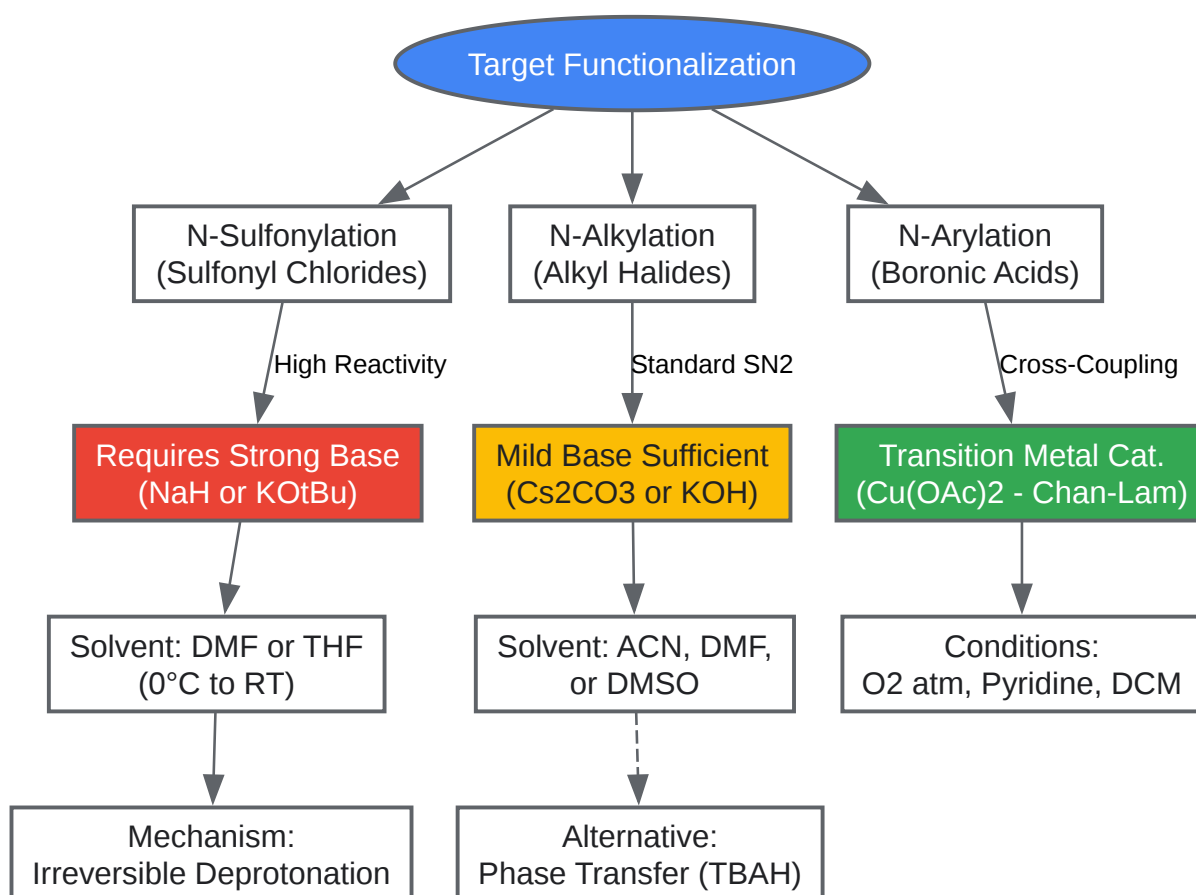 Target Functionalization
N-Sulfonylation
(Sulfonyl Chlorides)
N-Alkylation
(Alkyl Halides)
N-Arylation
(Boronic Acids)
High Reactivity
Standard SN2
Cross-Coupling
Requires Strong Base
(NaH or KOtBu)
Mild Base Sufficient
(Cs2CO3 or KOH)
Transition Metal Cat.
(Cu(OAc)2 - Chan-Lam)
Solvent: DMF or THF
(0°C to RT)
Solvent: ACN, DMF,
or DMSO
Conditions:
O2 atm, Pyridine, DCM
Mechanism:
Irreversible Deprotonation
Alternative:
Phase Transfer (TBAH)